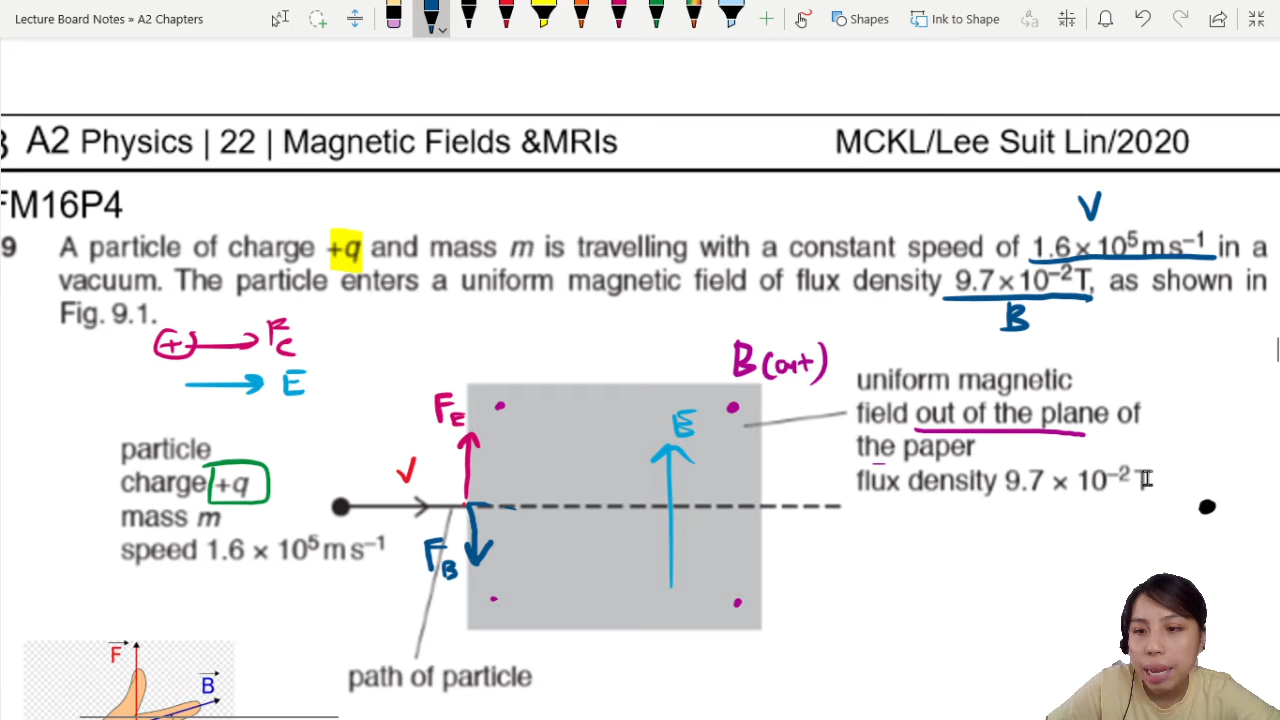 Lecture Board Notes » A2 Chapters
Shapes
Ink to Shape
A2 Physics | 22 | Magnetic Fields &MRIs
MCKL/Lee Suit Lin/2020
FM16P4
V
9 A particle of charge +q and mass m is travelling with a constant speed of 1.6 × 10⁵ m s⁻¹ in a
vacuum. The particle enters a uniform magnetic field of flux density 9.7 × 10⁻² T, as shown in
Fig. 9.1.
B
+ F_C
E
B (out)
uniform magnetic
field out of the plane of
the paper
flux density 9.7 × 10⁻² T
F_E
E
particle
charge +q
mass m
speed 1.6 × 10⁵ m s⁻¹
V
F_B
path of particle
F
B